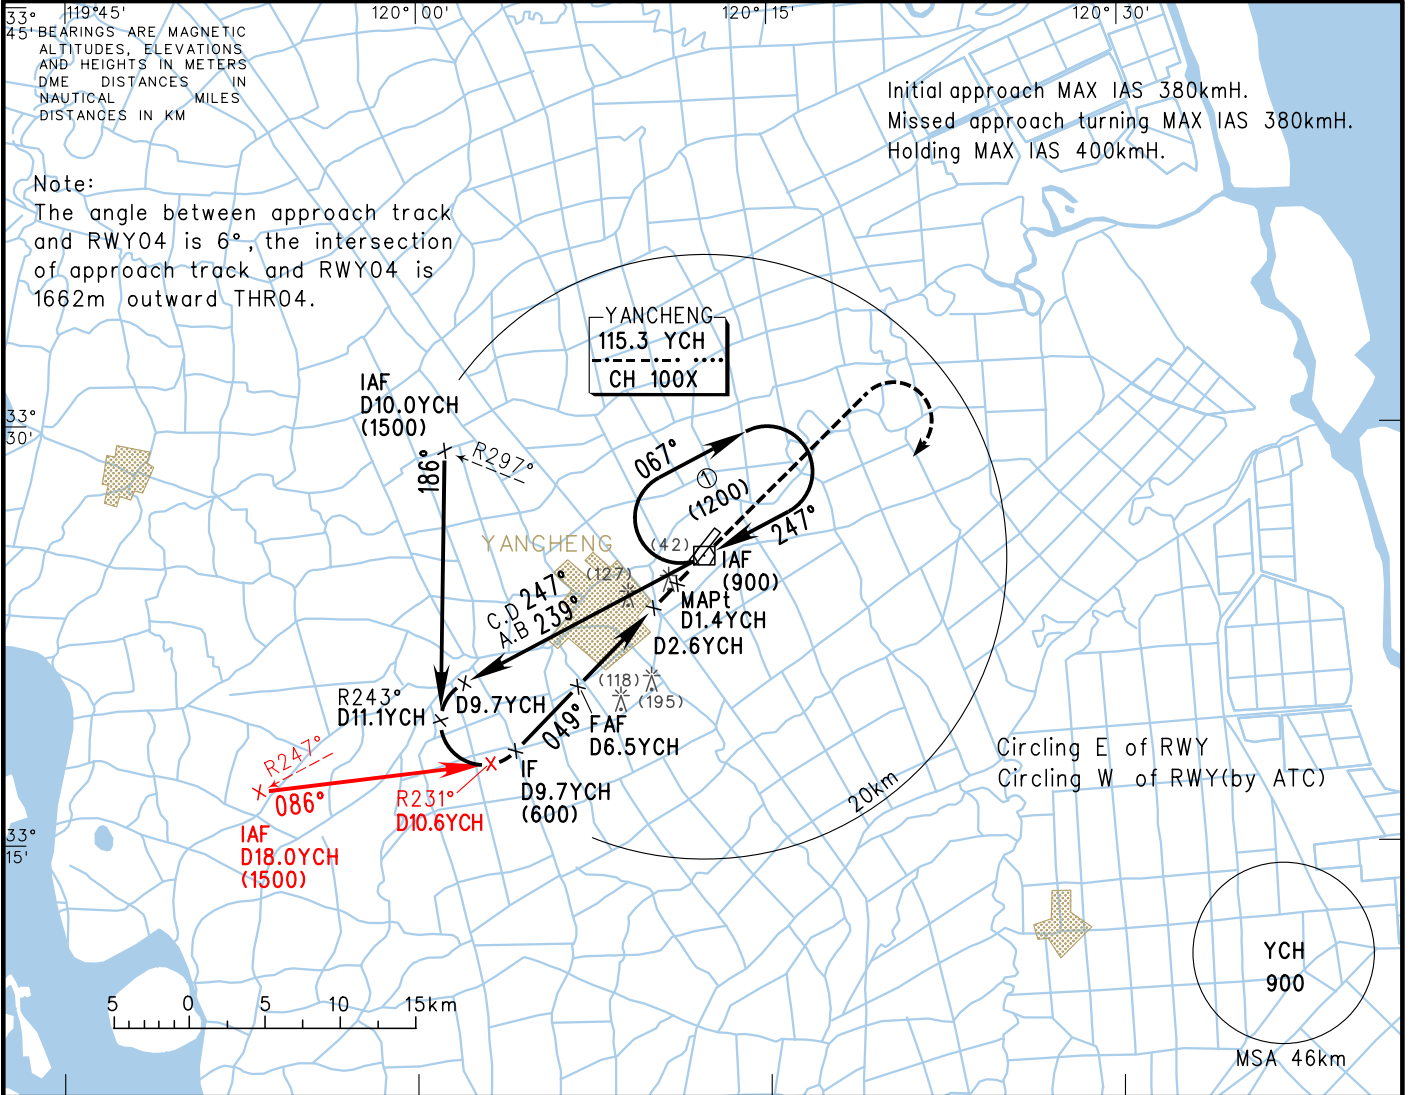 119°45'
120° 00'
120° 15'
120° 30'
33°
45'
BEARINGS ARE MAGNETIC
ALTITUDES, ELEVATIONS
AND HEIGHTS IN METERS
DME DISTANCES IN
NAUTICAL MILES
DISTANCES IN KM
Initial approach MAX IAS 380kmH.
Missed approach turning MAX IAS 380kmH.
Holding MAX IAS 400kmH.
Note:
The angle between approach track
and RWY04 is 6°, the intersection
of approach track and RWY04 is
1662m outward THR04.
YANCHENG
115.3 YCH
CH 100X
IAF
D10.0YCH
(1500)
33°
30'
R297°
186°
067°
1
(1200)
247°
YANCHENG
(42)
(127)
IAF
(900)
MAPt
D1.4YCH
D2.6YCH
C.D 247°
A.B 239°
(118)
(195)
R243°
D11.1YCH
D9.7YCH
049°
FAF
D6.5YCH
R247°
086°
R231°
D10.6YCH
IF
D9.7YCH
(600)
IAF
D18.0YCH
(1500)
33°
15'
20km
Circling E of RWY
Circling W of RWY(by ATC)
YCH
900
MSA 46km
5 0 5 10 15km